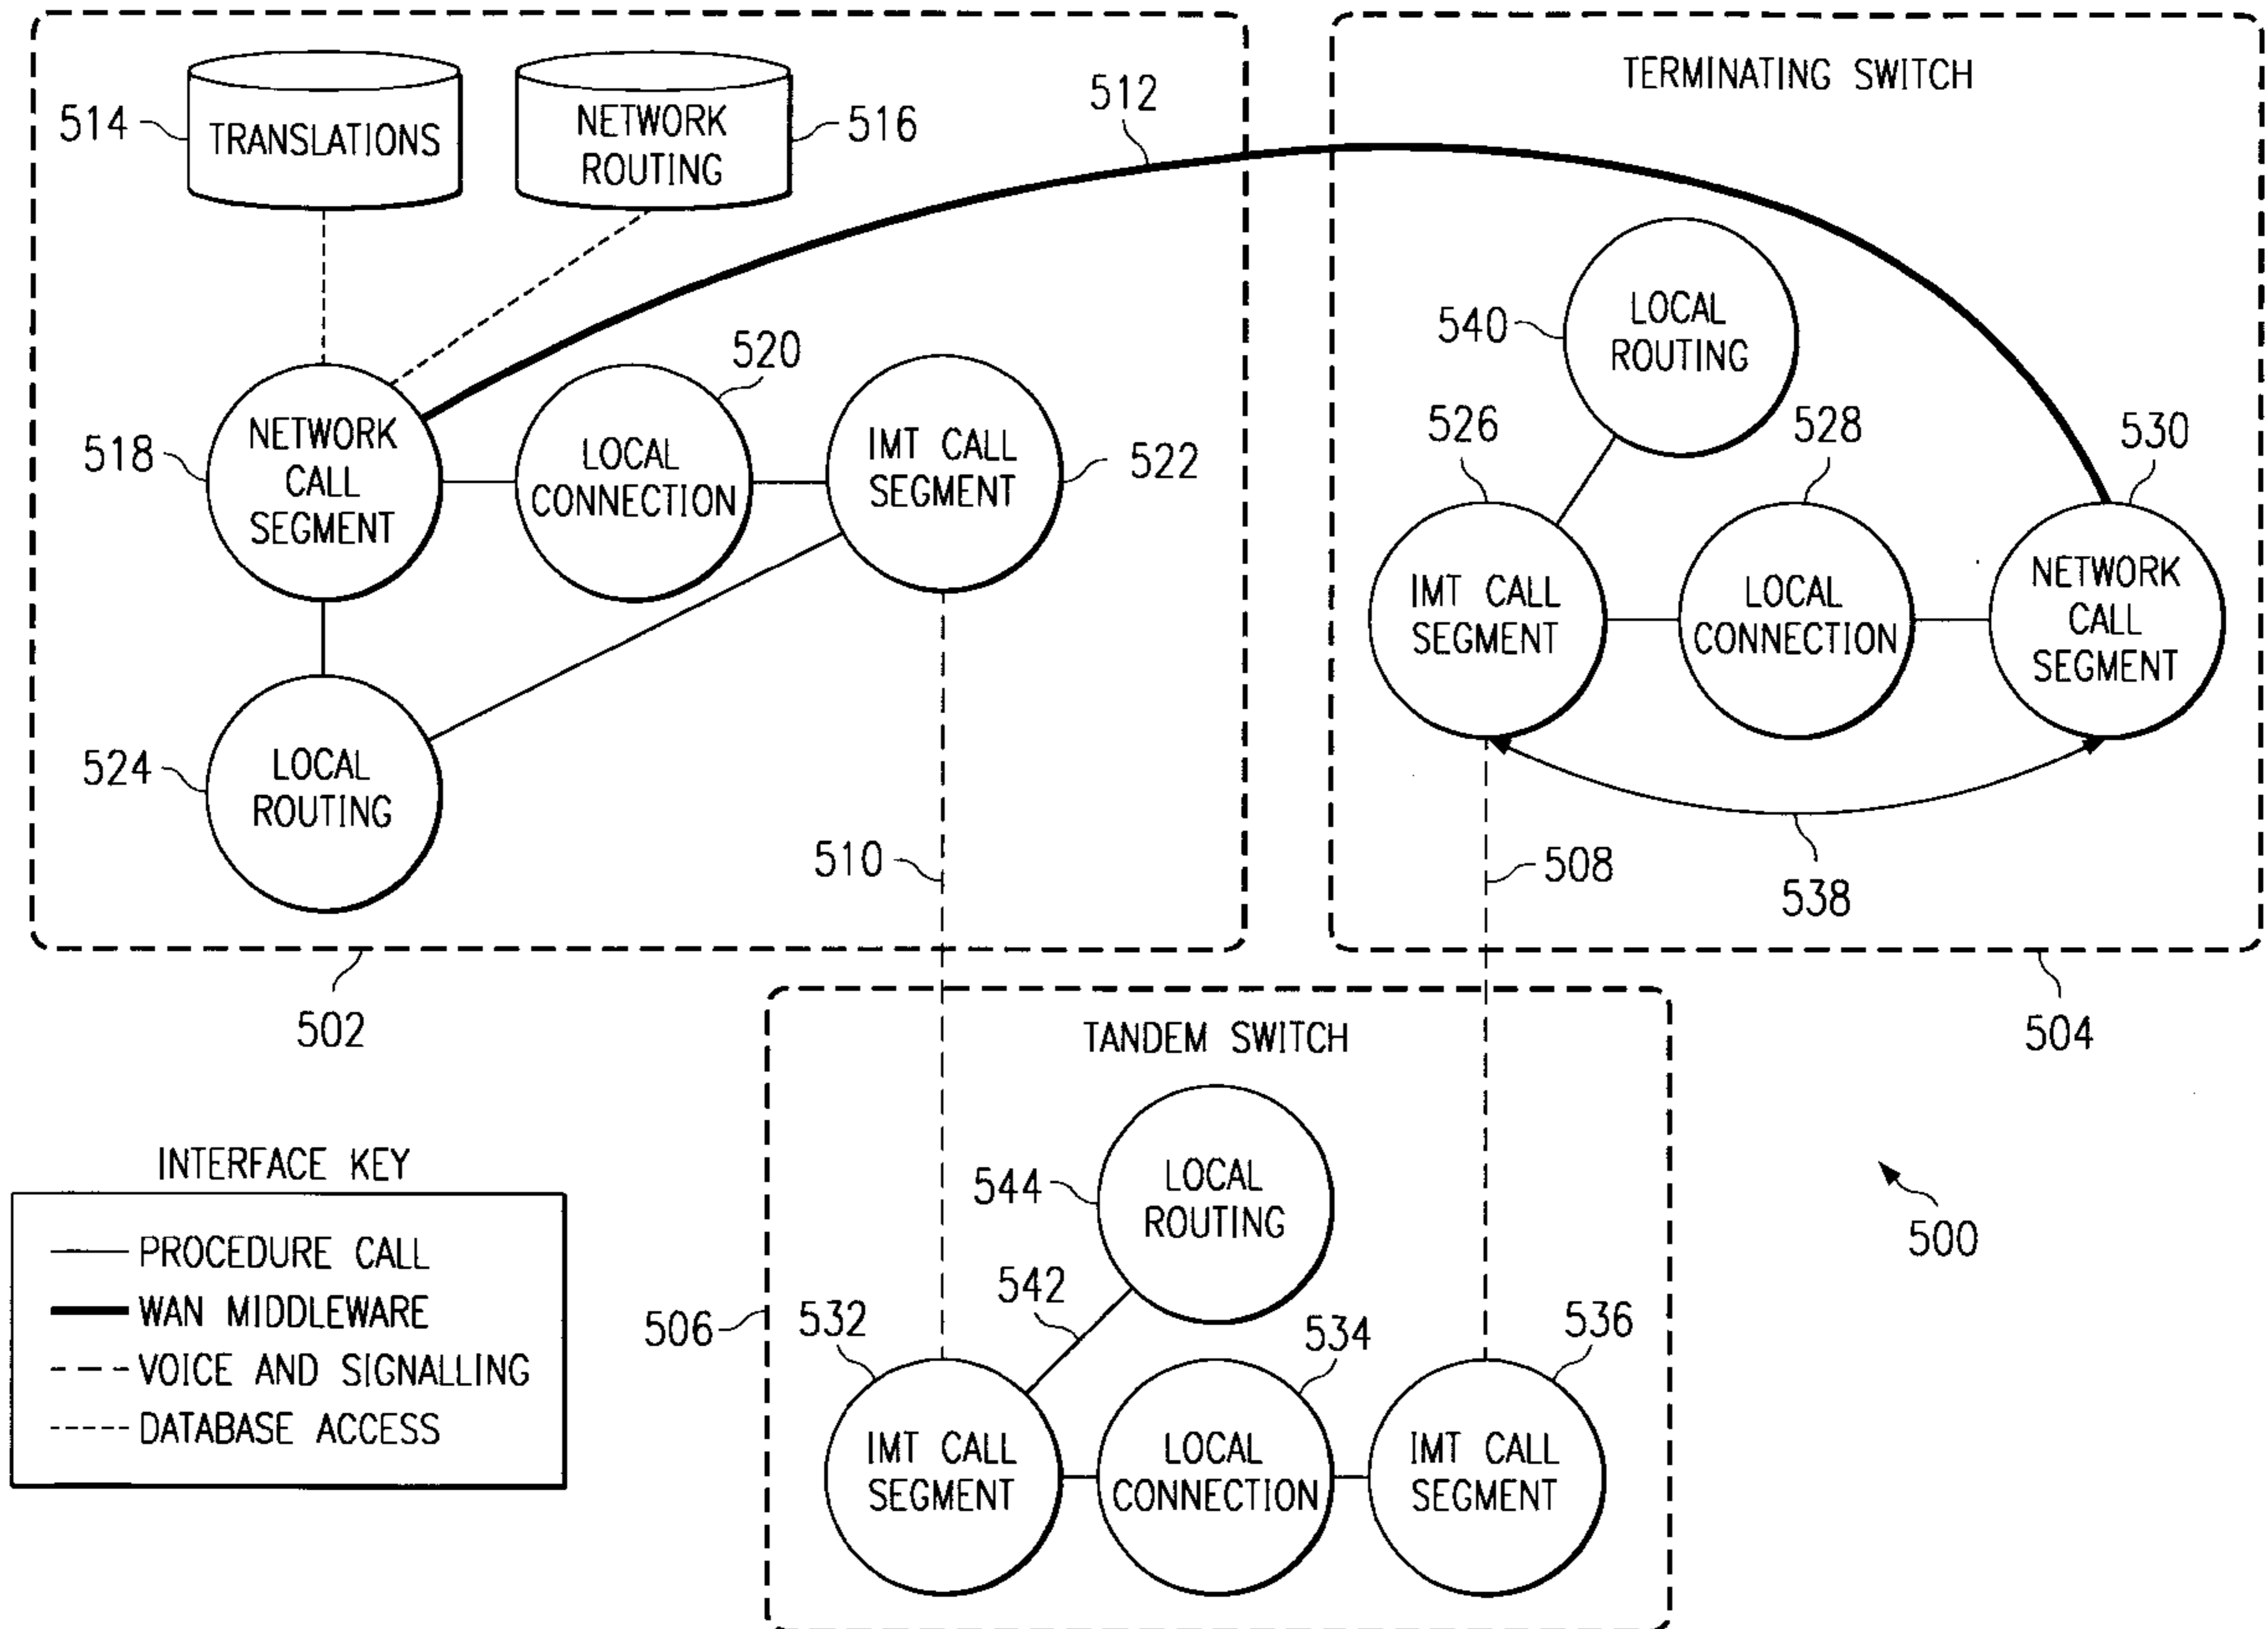 TERMINATING SWITCH
512
514
TRANSLATIONS
NETWORK
ROUTING
516
520
540
LOCAL
ROUTING
518
NETWORK
CALL
SEGMENT
LOCAL
CONNECTION
IMT CALL
SEGMENT
522
526
528
530
IMT CALL
SEGMENT
LOCAL
CONNECTION
NETWORK
CALL
SEGMENT
524
LOCAL
ROUTING
510
508
538
502
504
TANDEM SWITCH
544
LOCAL
ROUTING
542
506
532
534
536
IMT CALL
SEGMENT
LOCAL
CONNECTION
IMT CALL
SEGMENT
500
INTERFACE KEY
PROCEDURE CALL
WAN MIDDLEWARE
VOICE AND SIGNALLING
DATABASE ACCESS